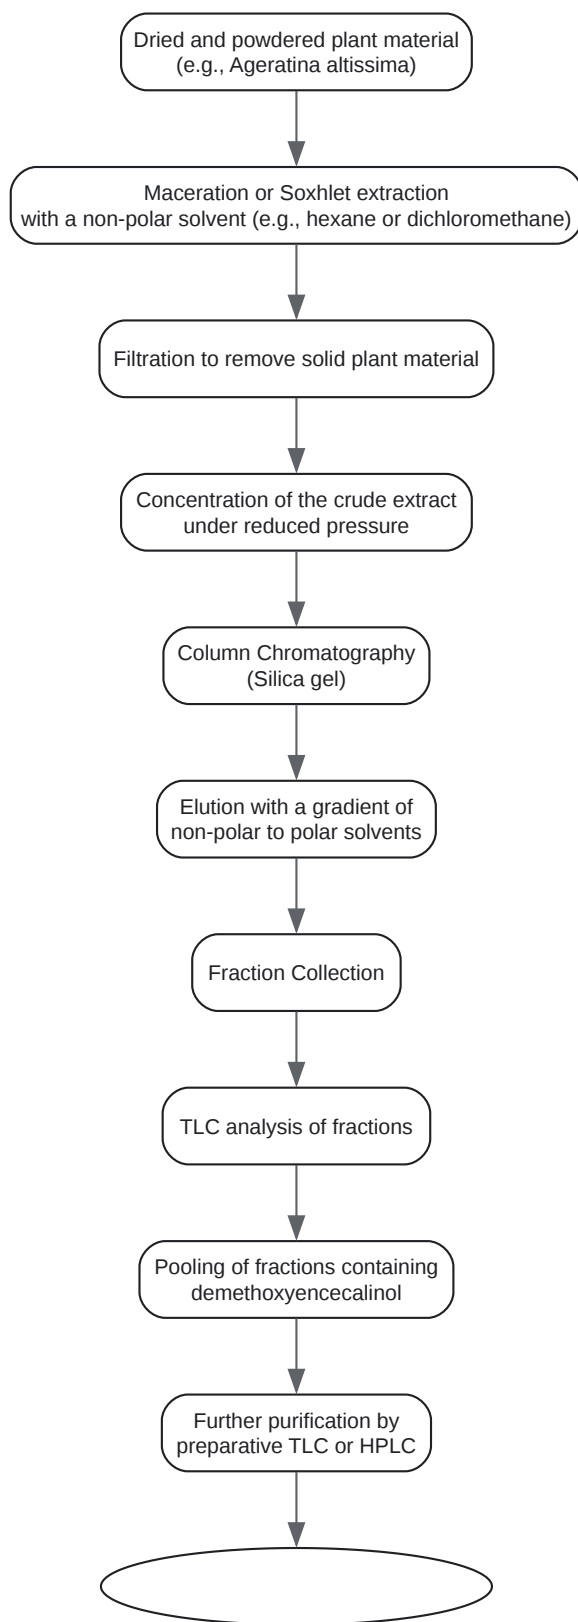 Dried and powdered plant material
(e.g., Ageratina altissima)
Maceration or Soxhlet extraction
with a non-polar solvent (e.g., hexane or dichloromethane)
Filtration to remove solid plant material
Concentration of the crude extract
under reduced pressure
Column Chromatography
(Silica gel)
Elution with a gradient of
non-polar to polar solvents
Fraction Collection
TLC analysis of fractions
Pooling of fractions containing
demethoxyencecalinol
Further purification by
preparative TLC or HPLC